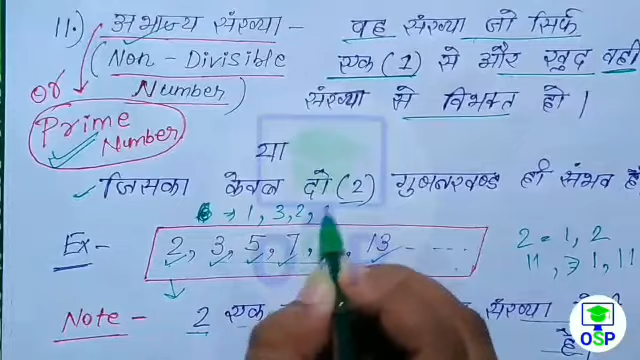 11.) अभाज्य संख्या - वह संख्या जो सिर्फ
(Non-Divisible एक (1) से और खुद वही
Number) संख्या से विभक्त हो।
Or
Prime
Number
या
जिसका केवल दो (2) गुणनखण्ड ही संभव है
6 → 1, 3, 2,
Ex- 2, 3, 5, 7, , 13 ....
2 = 1, 2
11, → 1, 11
Note - 2 एक संख्या
है
OSP